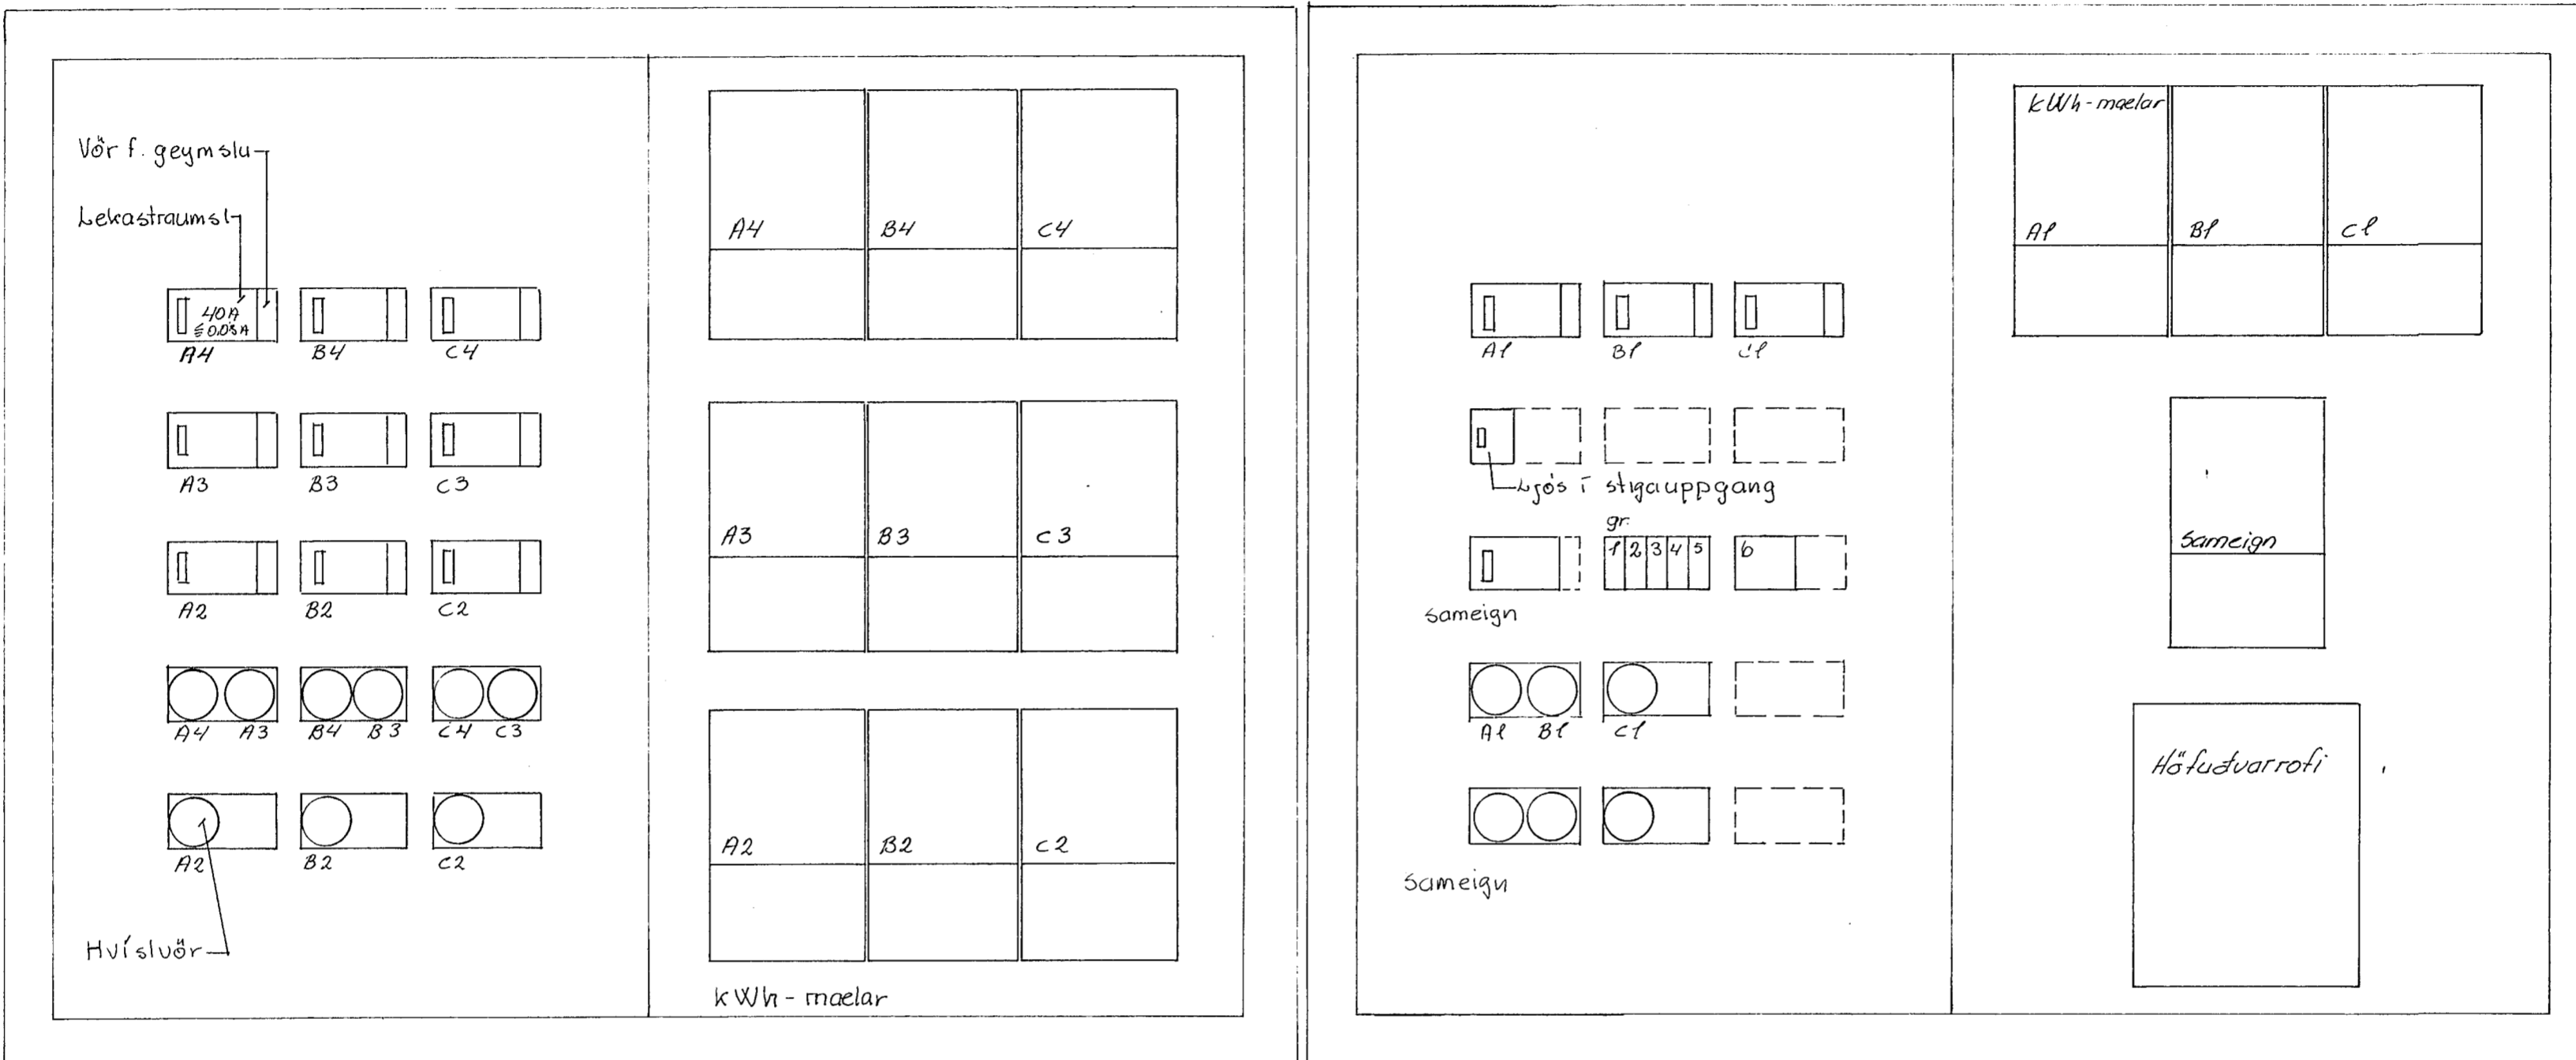 Vör f. geymslu
Lekastraumsl
40A
≤0.03A
A4 B4 C4
A3 B3 C3
A2 B2 C2
A4 A3 B4 B3 C4 C3
A2 B2 C2
Hvíslvör
A4 B4 C4
A3 B3 C3
A2 B2 C2
kWh - maelar
A1 B1 C1
Ljós í stigauppgang
gr.
1 2 3 4 5 6
Sameign
A1 B1 C1
Sameign
kWh - maelar
A1 B1 C1
Sameign
Höfuðvarrofi